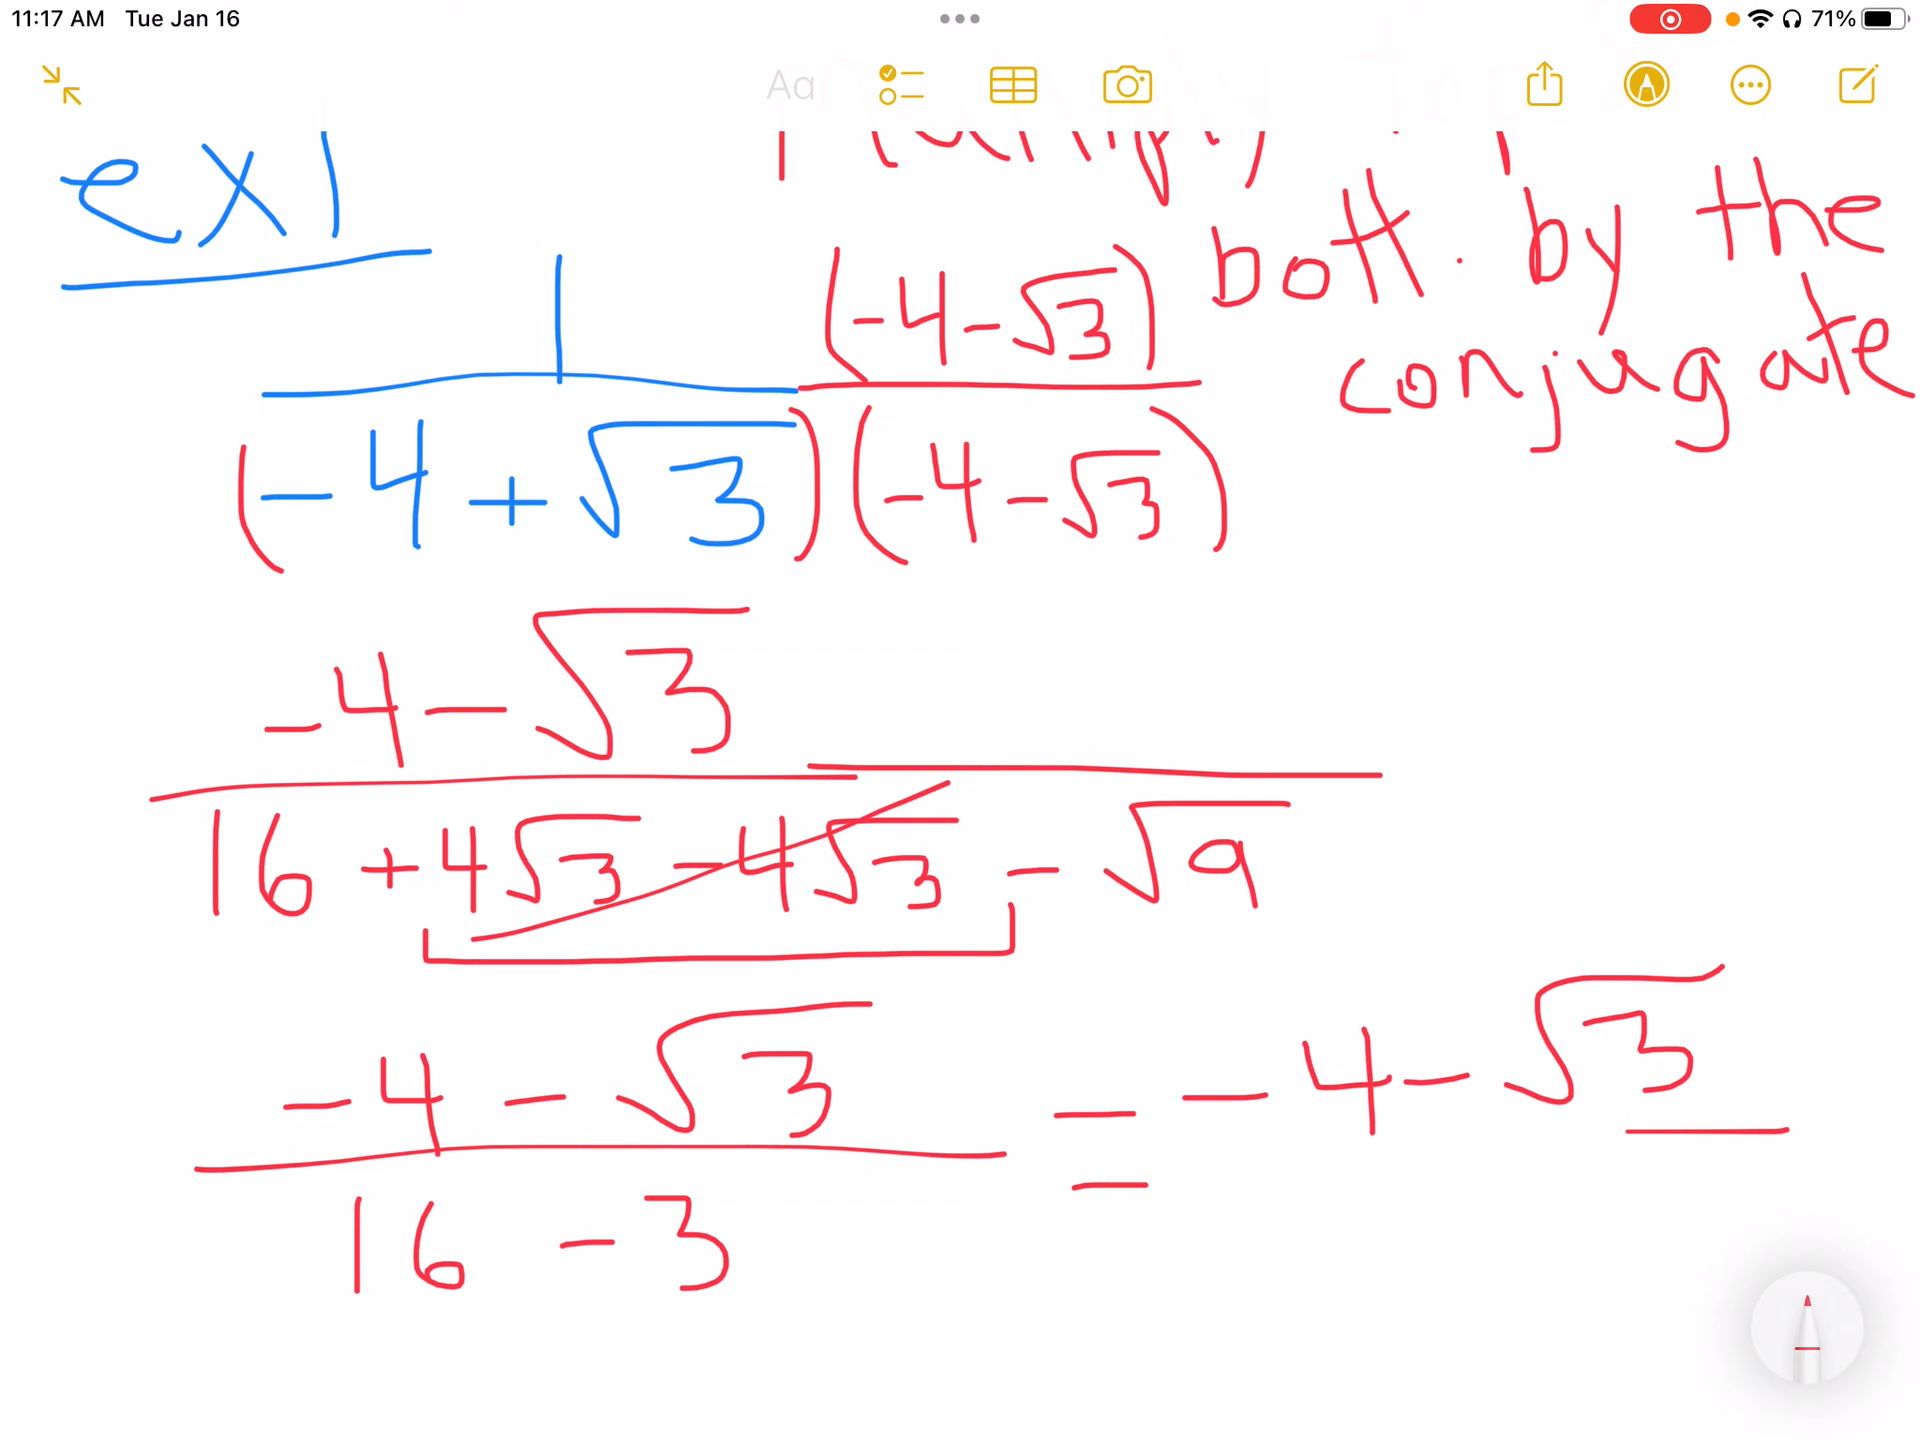 11:17 AM Tue Jan 16
71%
Aa
ex1
bott. by the
conjugate
1 (-4-√3)
(-4+√3)(-4-√3)
-4-√3
16+4√3-4√3-√9
-4-√3 = -4-√3
16-3